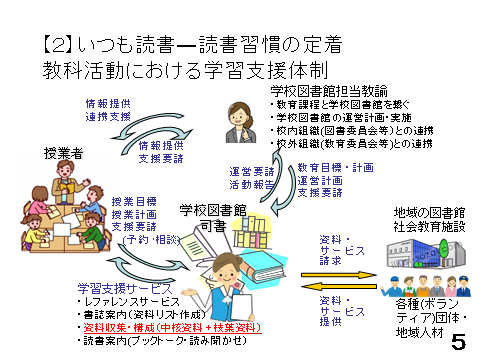 【2】いつも読書―読書習慣の定着
教科活動における学習支援体制
学校図書館担当教諭
・教育課程と学校図書館を繋ぐ
・学校図書館の運営計画・実施
・校内組織(図書委員会等)との連携
・校外組織(教育委員会等)との連携
情報提供
連携支援
情報提供
支援要請
授業者
運営要請
活動報告
教育目標・計画
運営計画
支援要請
授業目標
授業計画
支援要請
(予約・相談)
学校図書館
司書
地域の図書館
社会教育施設
資料・
サービス
請求
資料・
サービス
提供
各種(ボラン
ティア)団体・
地域人材
学習支援サービス
・レファレンスサービス
・書誌案内(資料リスト作成)
・資料収集・構成(中核資料+枝葉資料)
・読書案内(ブックトーク・読み聞かせ)
5